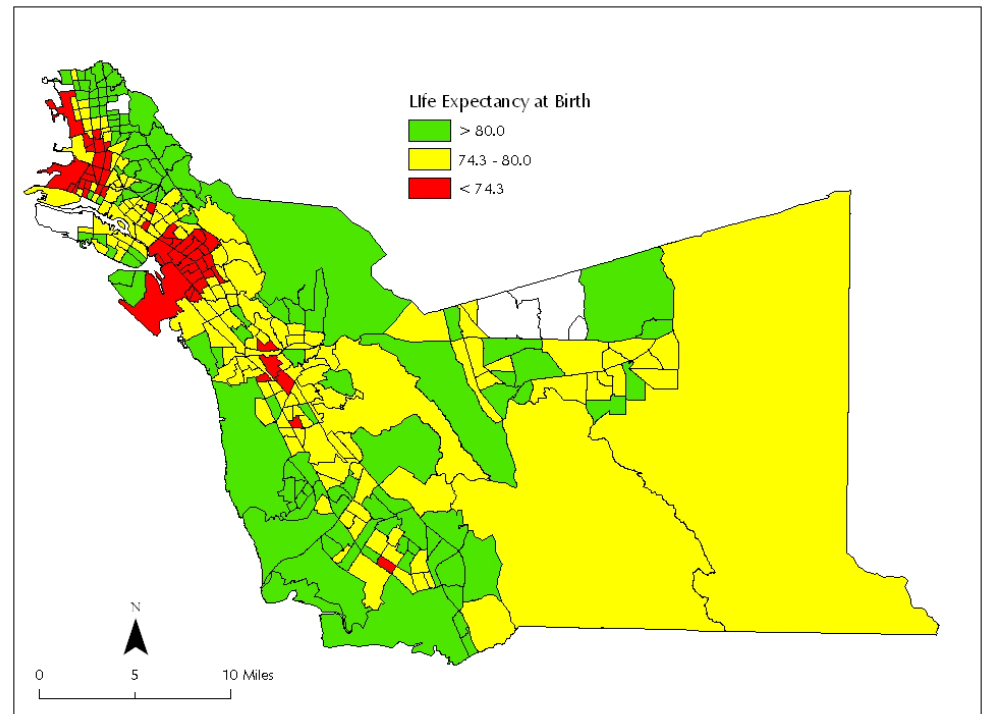 LIfe Expectancy at Birth
> 80.0
74.3 - 80.0
< 74.3
N
0 5 10 Miles